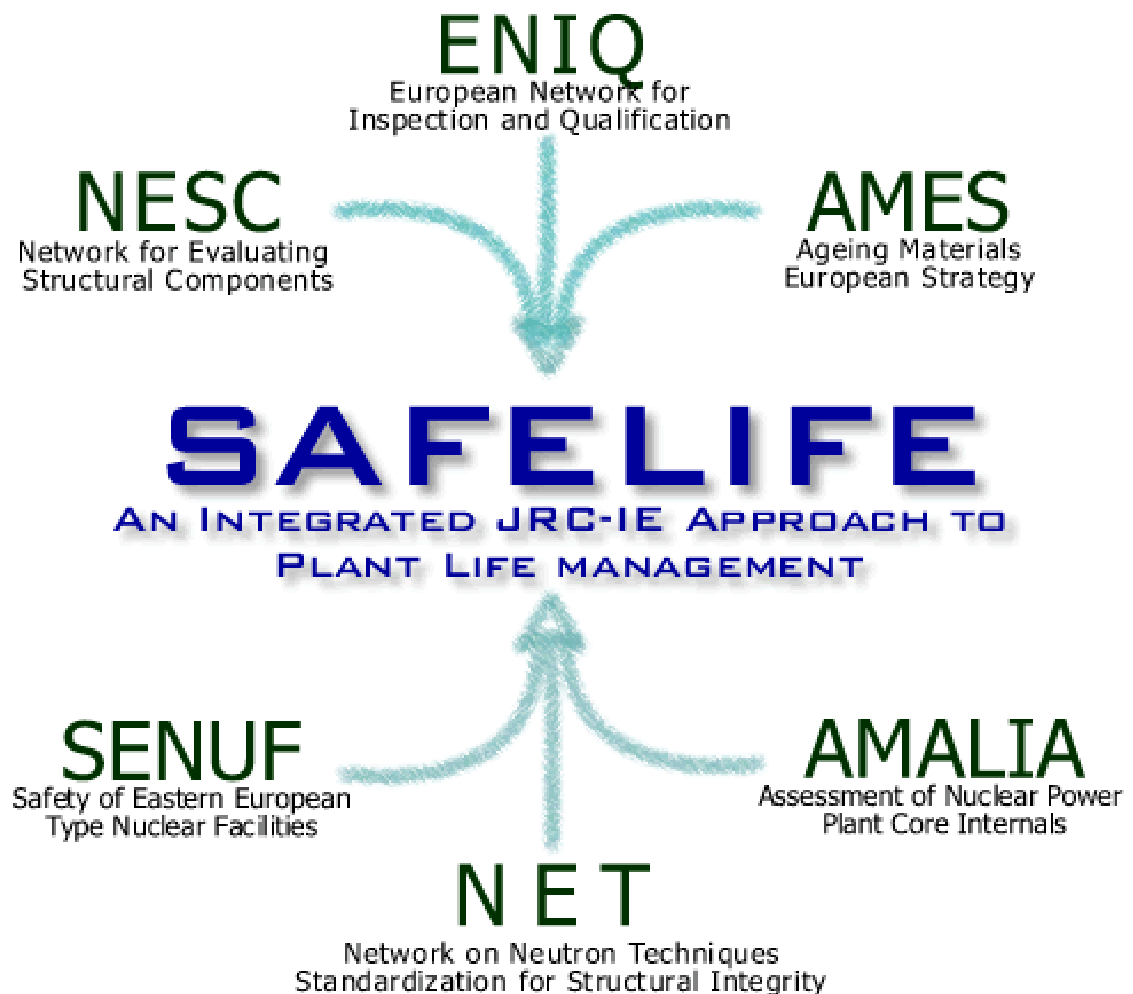 ENIQ
European Network for
Inspection and Qualification
NESC
Network for Evaluating
Structural Components
AMES
Ageing Materials
European Strategy
SAFELIFE
An Integrated JRC-IE Approach to
Plant Life management
SENUF
Safety of Eastern European
Type Nuclear Facilities
AMALIA
Assessment of Nuclear Power
Plant Core Internals
NET
Network on Neutron Techniques
Standardization for Structural Integrity